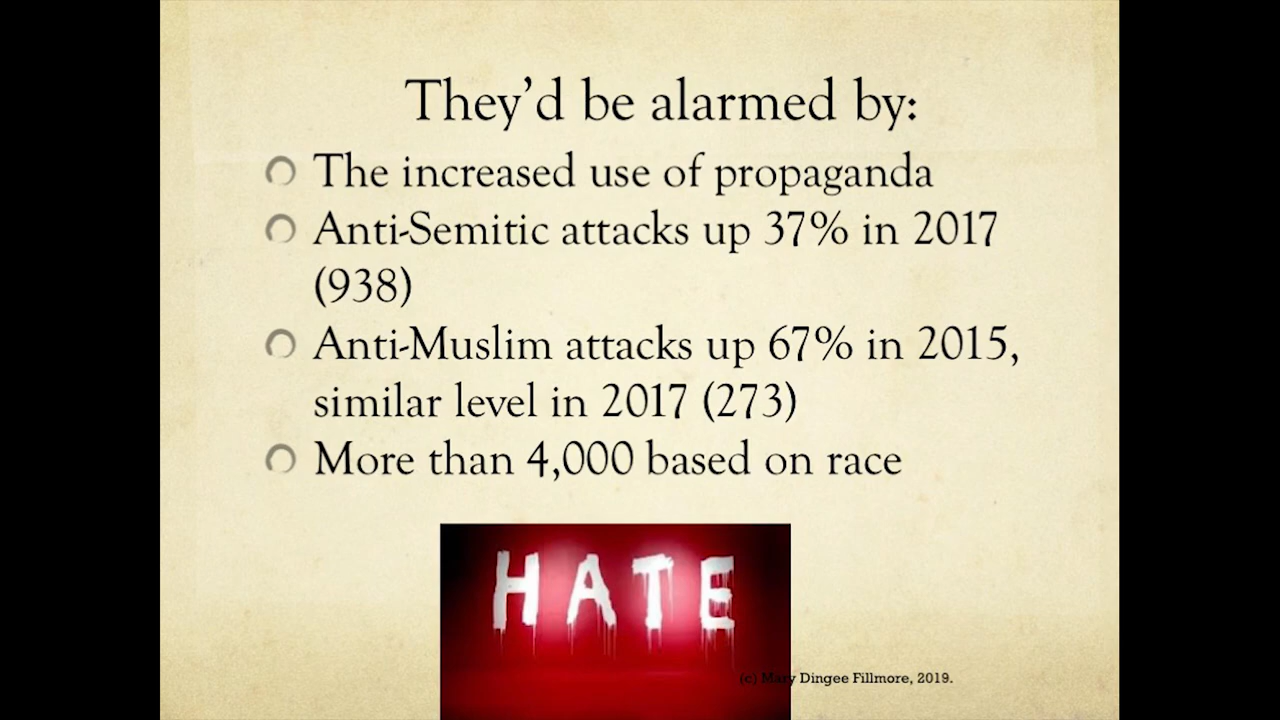 They'd be alarmed by:
The increased use of propaganda
Anti-Semitic attacks up 37% in 2017
(938)
Anti-Muslim attacks up 67% in 2015,
similar level in 2017 (273)
More than 4,000 based on race
HATE
(c) Mary Dingee Fillmore, 2019.